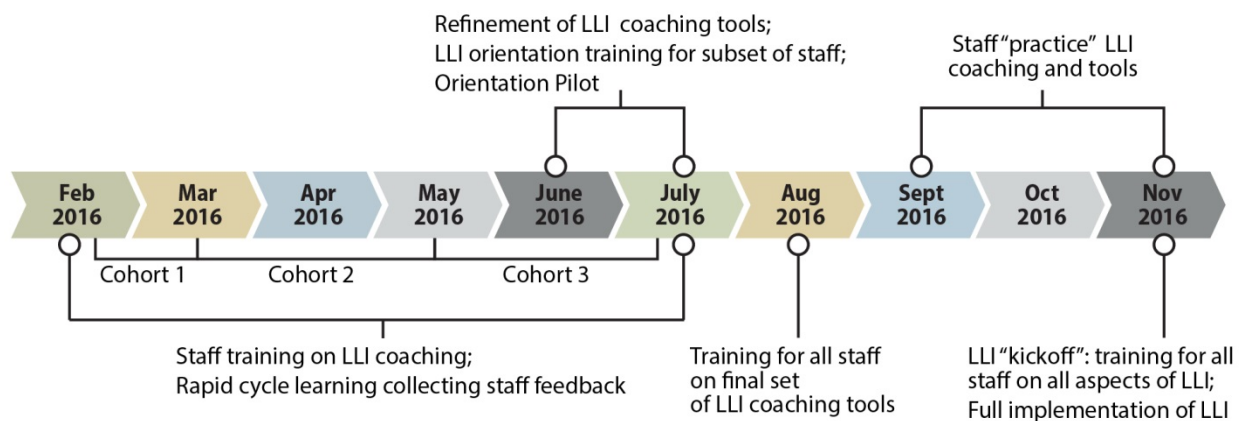 Refinement of LLI coaching tools;
LLI orientation training for subset of staff;
Orientation Pilot
Staff “practice” LLI
coaching and tools
Feb
2016
Mar
2016
Apr
2016
May
2016
June
2016
July
2016
Aug
2016
Sept
2016
Oct
2016
Nov
2016
Cohort 1
Cohort 2
Cohort 3
Staff training on LLI coaching;
Rapid cycle learning collecting staff feedback
Training for all staff
on final set
of LLI coaching tools
LLI “kickoff”: training for all
staff on all aspects of LLI;
Full implementation of LLI